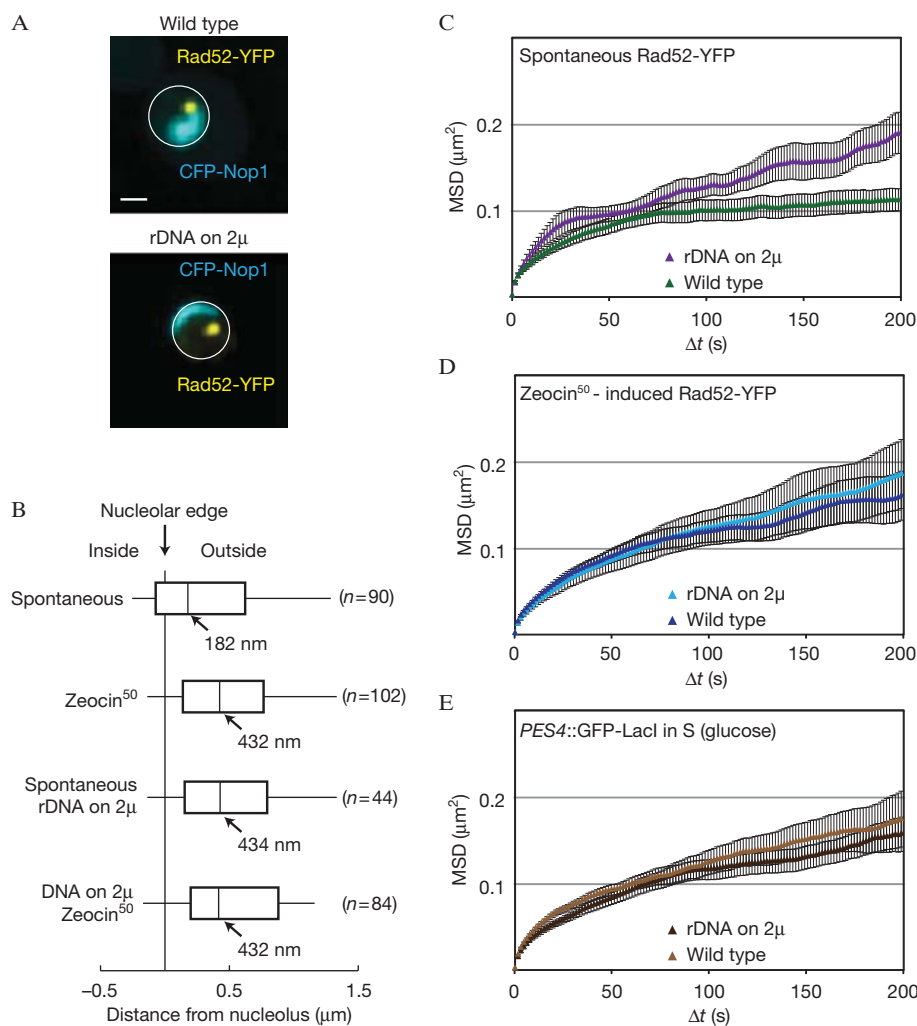 A
Wild type
Rad52-YFP
CFP-Nop1
rDNA on 2µ
CFP-Nop1
Rad52-YFP
B
Nucleolar edge
Inside
Outside
Spontaneous
(n=90)
182 nm
Zeocin⁵⁰
(n=102)
432 nm
Spontaneous
rDNA on 2µ
(n=44)
434 nm
DNA on 2µ
Zeocin⁵⁰
(n=84)
432 nm
–0.5
0.5
1.5
Distance from nucleolus (µm)
C
Spontaneous Rad52-YFP
MSD (µm²)
0.2
0.1
rDNA on 2µ
Wild type
0
50
100
150
200
Δt (s)
D
Zeocin⁵⁰ - induced Rad52-YFP
MSD (µm²)
0.2
0.1
rDNA on 2µ
Wild type
0
50
100
150
200
Δt (s)
E
PES4::GFP-LacI in S (glucose)
MSD (µm²)
0.2
0.1
rDNA on 2µ
Wild type
0
50
100
150
200
Δt (s)